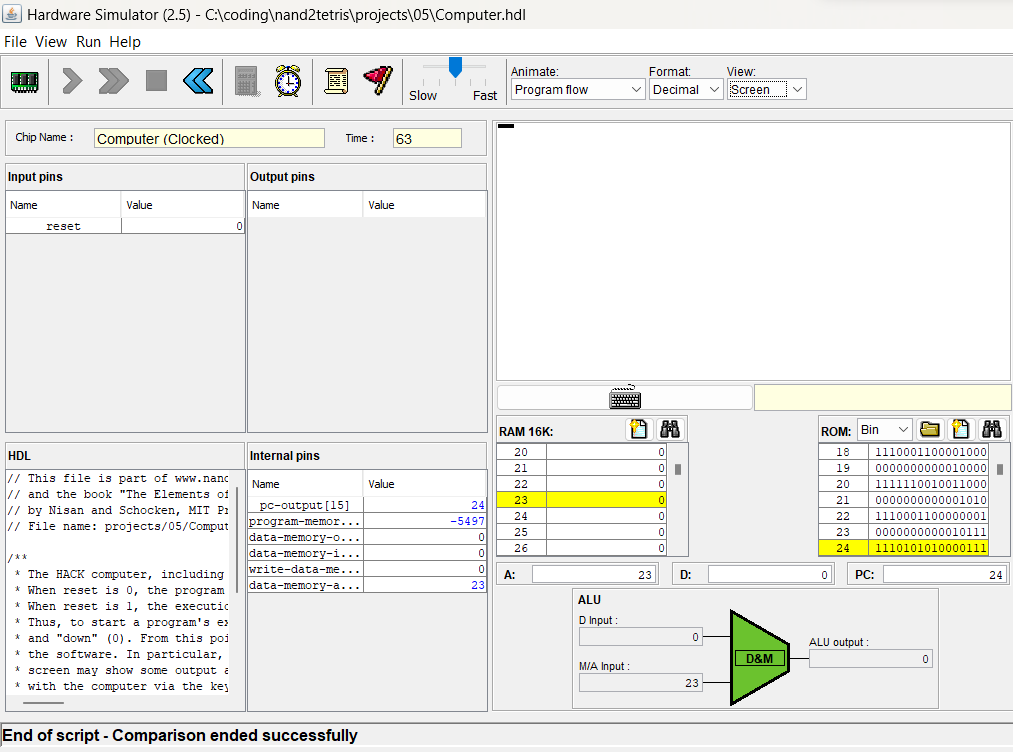 Hardware Simulator (2.5) - C:\coding\nand2tetris\projects\05\Computer.hdl
File View Run Help
Slow Fast
Animate: Format: View:
Program flow Decimal Screen
Chip Name : Computer (Clocked) Time : 63
Input pins
Name Value
reset 0
Output pins
Name Value
HDL
// This file is part of www.nand
// and the book "The Elements of
// by Nisan and Schocken, MIT Pr
// File name: projects/05/Comput
/**
* The HACK computer, including
* When reset is 0, the program
* When reset is 1, the executio
* Thus, to start a program's ex
* and "down" (0). From this poi
* the software. In particular,
* screen may show some output a
* with the computer via the key
Internal pins
Name Value
pc-output[15] 24
program-memor... -5497
data-memory-o... 0
data-memory-i... 0
write-data-me... 0
data-memory-a... 23
RAM 16K:
20 0
21 0
22 0
23 0
24 0
25 0
26 0
ROM: Bin
18 1110001100001000
19 0000000000010000
20 1111110010011000
21 0000000000001010
22 1110001100000001
23 0000000000010111
24 1110101010000111
A: 23 D: 0 PC: 24
ALU
D Input :
0
M/A Input :
23
D&M
ALU output :
0
End of script - Comparison ended successfully